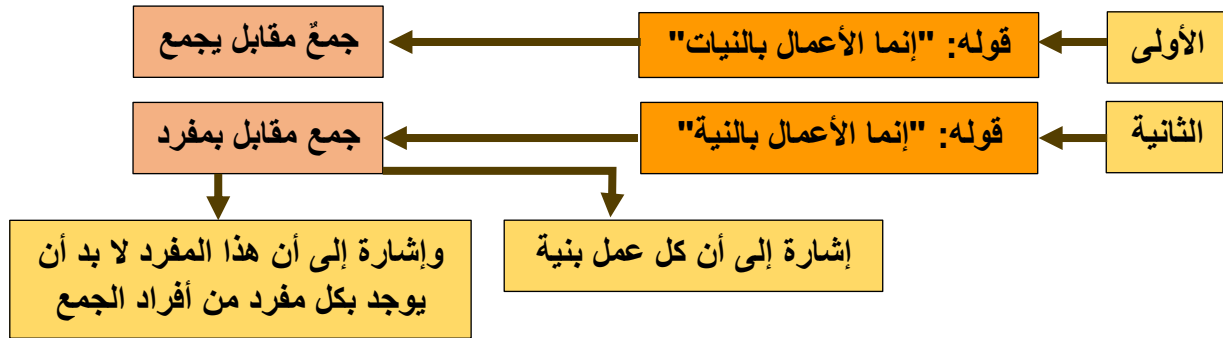 الأولى
قوله: "إنما الأعمال بالنيات"
جمعٌ مقابل يجمع
الثانية
قوله: "إنما الأعمال بالنية"
جمع مقابل بمفرد
إشارة إلى أن كل عمل بنية
وإشارة إلى أن هذا المفرد لا بد أن
يوجد بكل مفرد من أفراد الجمع